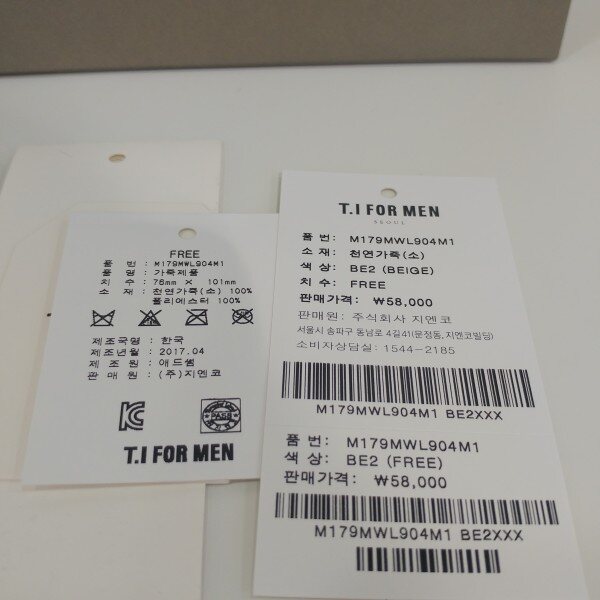 FREE
품 번 : M179MWL904M1
품 명 : 가죽제품
치 수 : 76mm X 101mm
소 재 : 천연가죽(소) 100%
폴리에스터 100%
제조국명 : 한국
제조년월 : 2017.04
제 조 원 : 애드쌤
판 매 원 : (주)지엔코
KC
PASS
T.I FOR MEN
T.I FOR MEN
SEOUL
품 번: M179MWL904M1
소 재: 천연가죽(소)
색 상: BE2 (BEIGE)
치 수: FREE
판매가격: ₩58,000
판매원: 주식회사 지엔코
서울시 송파구 동남로 4길41(문정동,지엔코빌딩)
소비자상담실: 1544-2185
M179MWL904M1 BE2XXX
품 번: M179MWL904M1
색 상: BE2 (FREE)
판매가격: ₩58,000
M179MWL904M1 BE2XXX